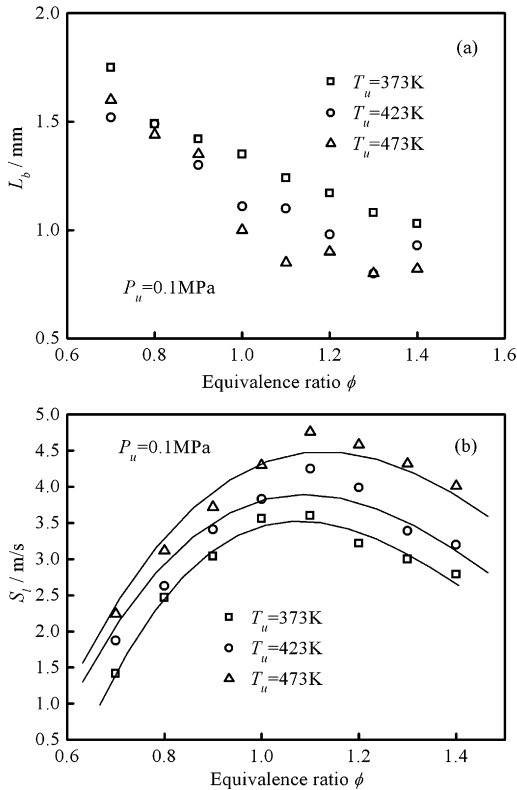 2.0
(a)
T_u=373K
T_u=423K
T_u=473K
1.5
L_b / mm
1.0
P_u=0.1MPa
0.5
0.6 0.8 1.0 1.2 1.4 1.6
Equivalence ratio ϕ
5.0
P_u=0.1MPa
(b)
4.5
4.0
3.5
3.0
S_l / m/s
2.5
T_u=373K
2.0
T_u=423K
1.5
T_u=473K
1.0
0.5
0.6 0.8 1.0 1.2 1.4
Equivalence ratio ϕ